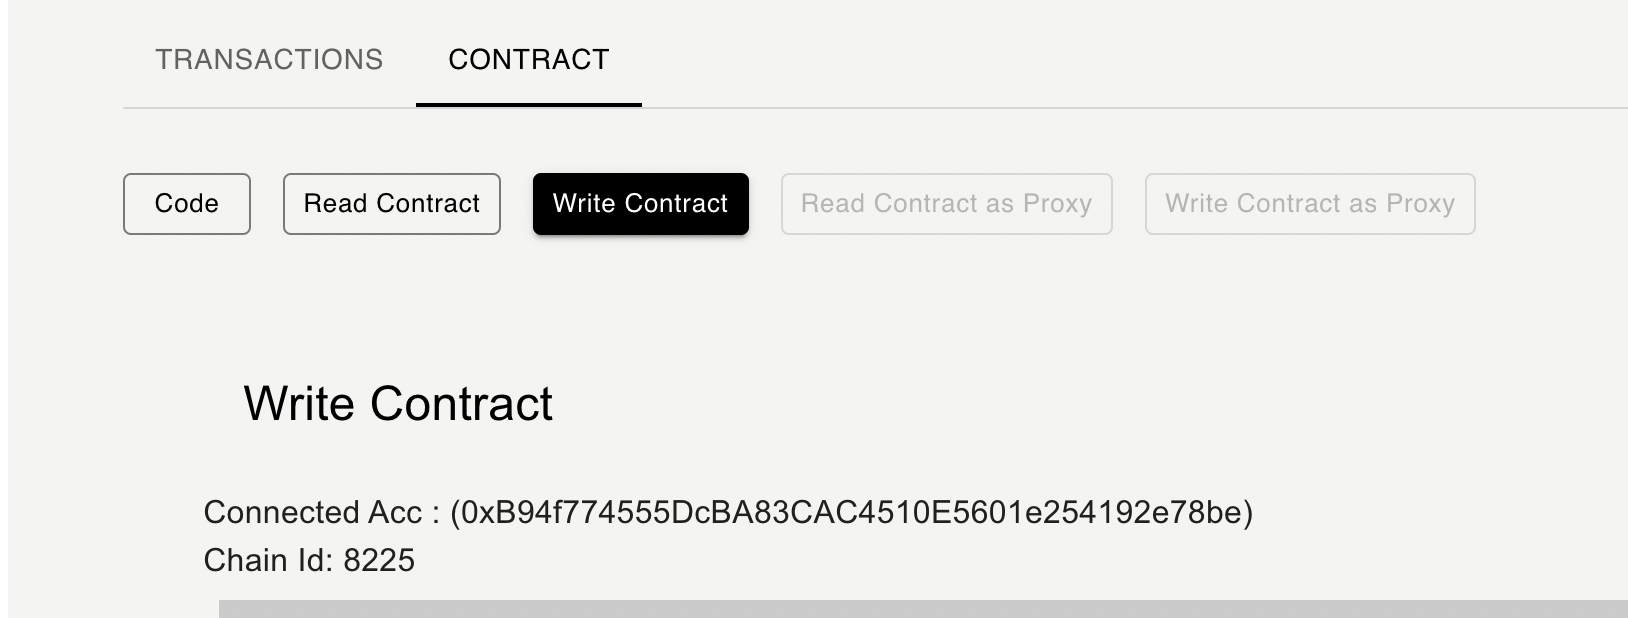 TRANSACTIONS CONTRACT
Code Read Contract Write Contract Read Contract as Proxy Write Contract as Proxy
Write Contract
Connected Acc : (0xB94f774555DcBA83CAC4510E5601e254192e78be)
Chain Id: 8225